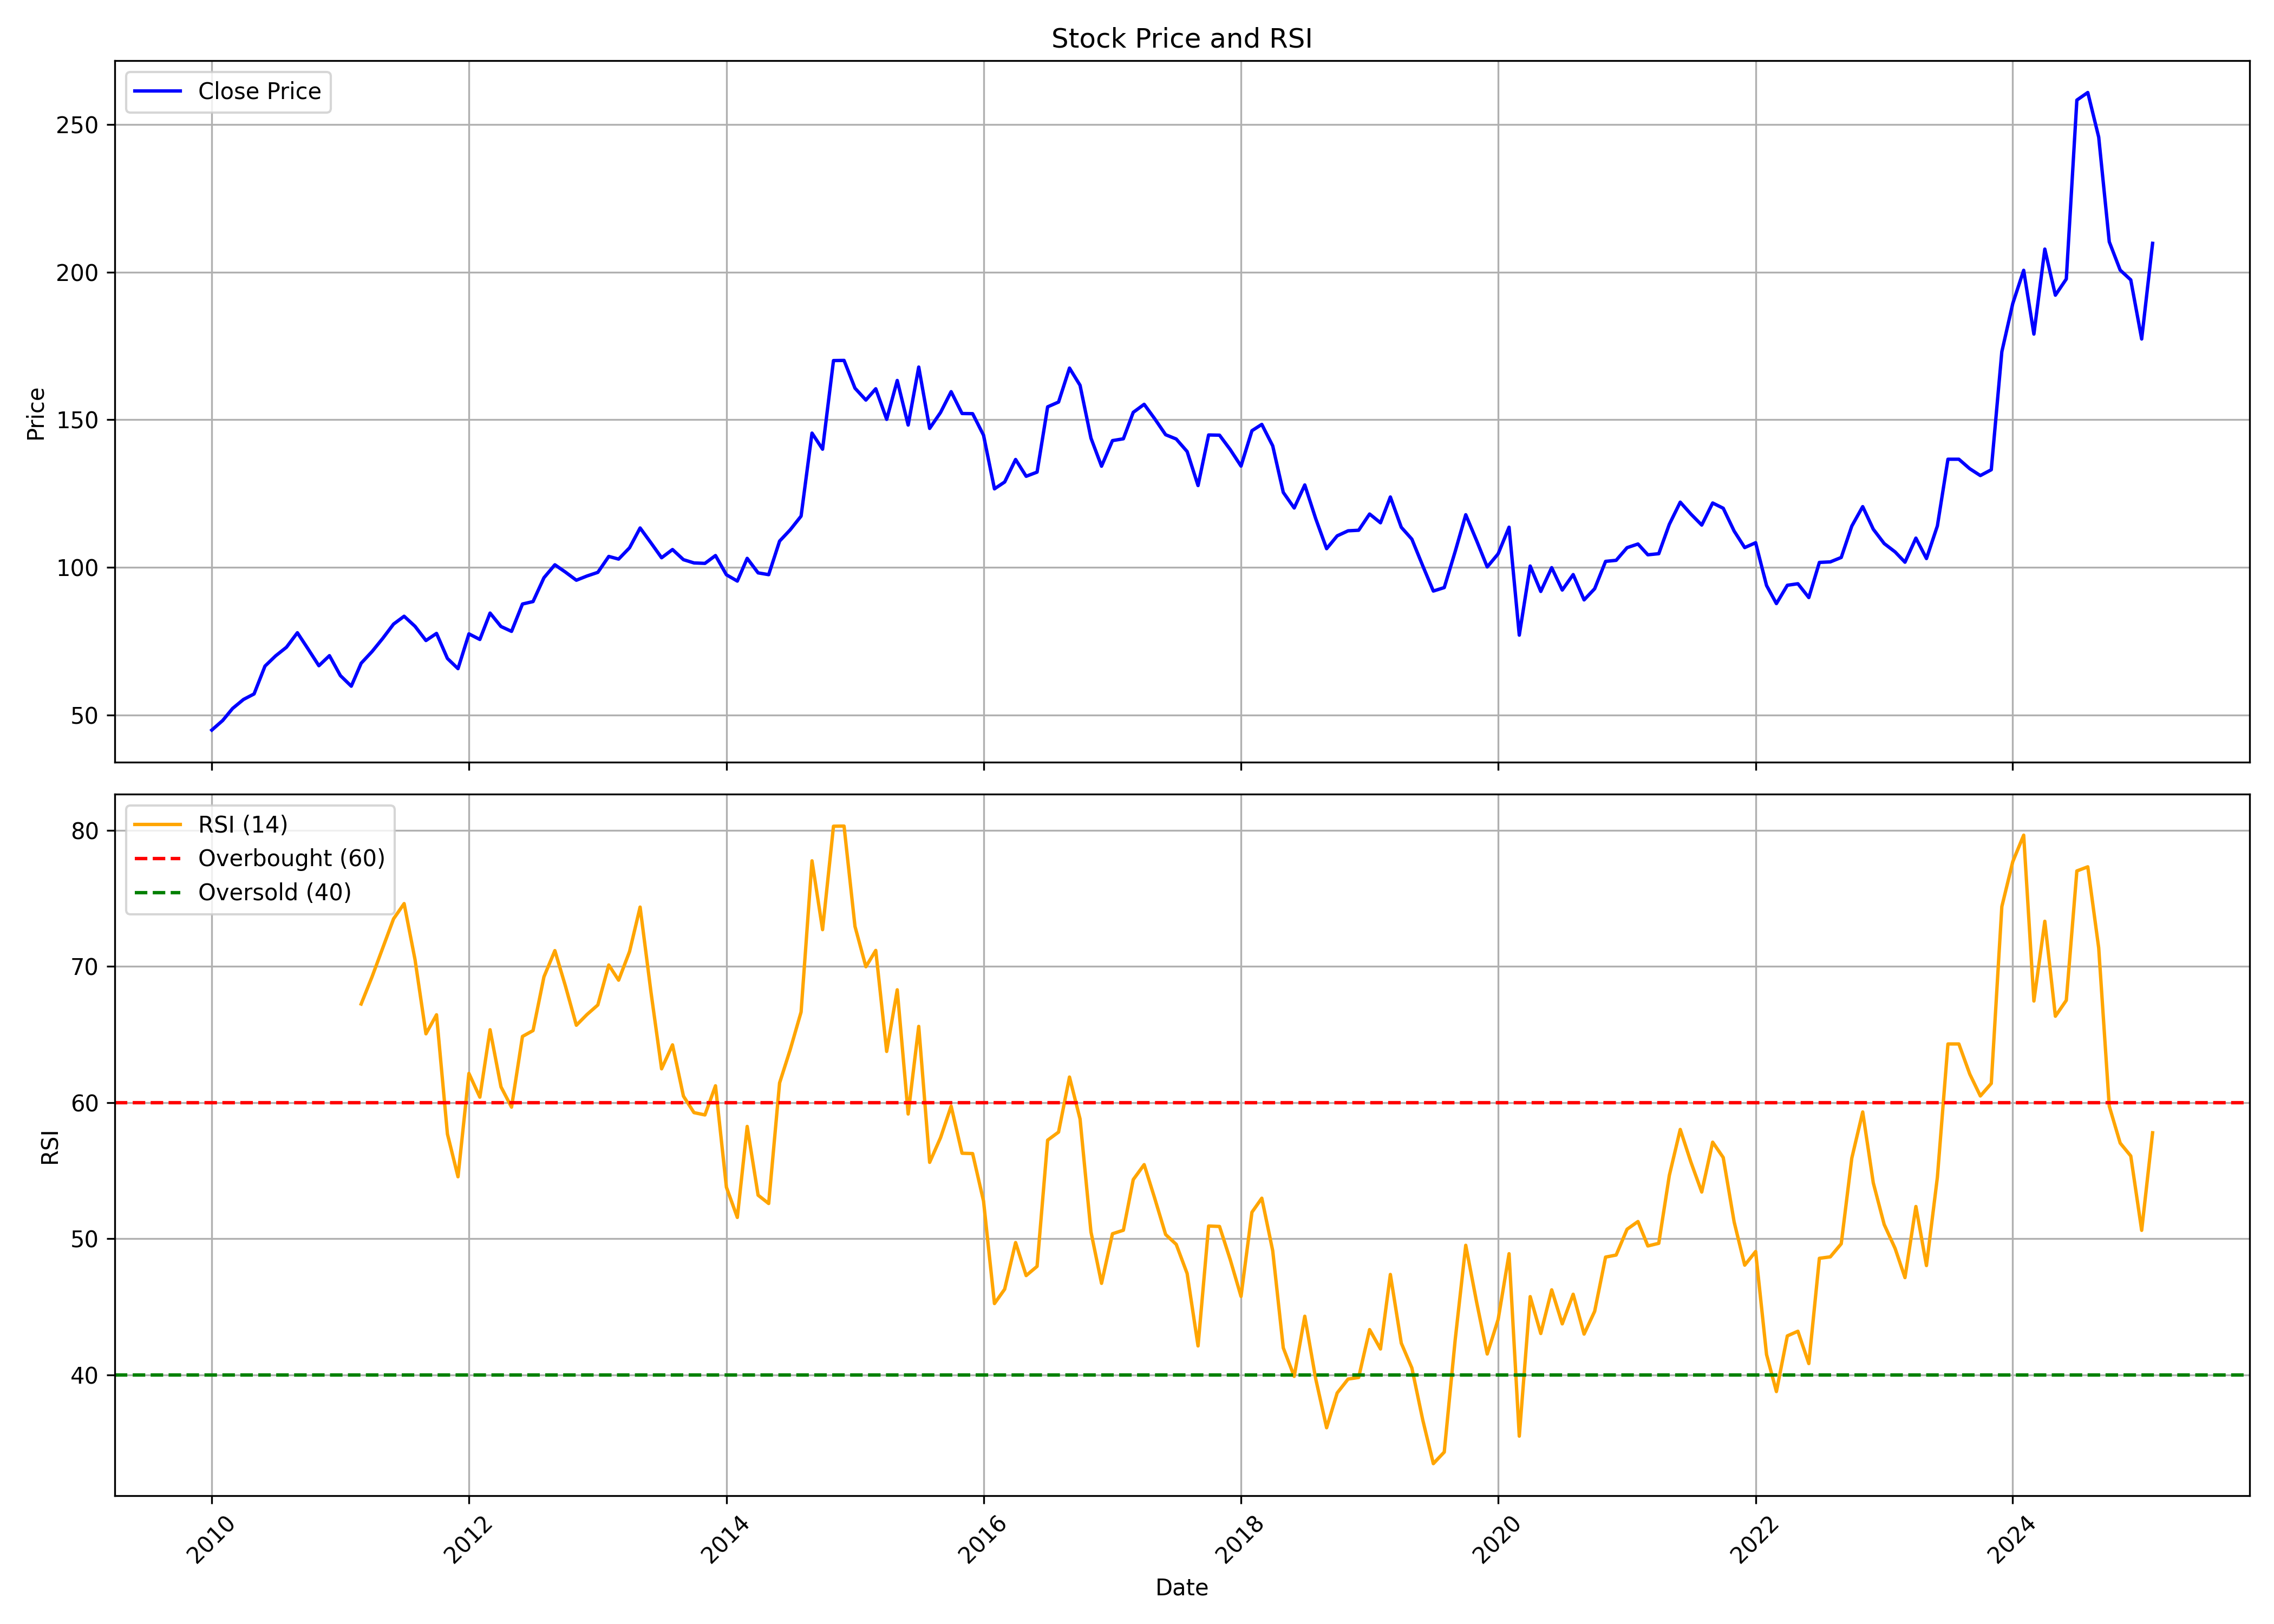 Stock Price and RSI
Close Price
Price
250
200
150
100
50
RSI (14)
Overbought (60)
Oversold (40)
RSI
80
70
60
50
40
2010
2012
2014
2016
2018
2020
2022
2024
Date